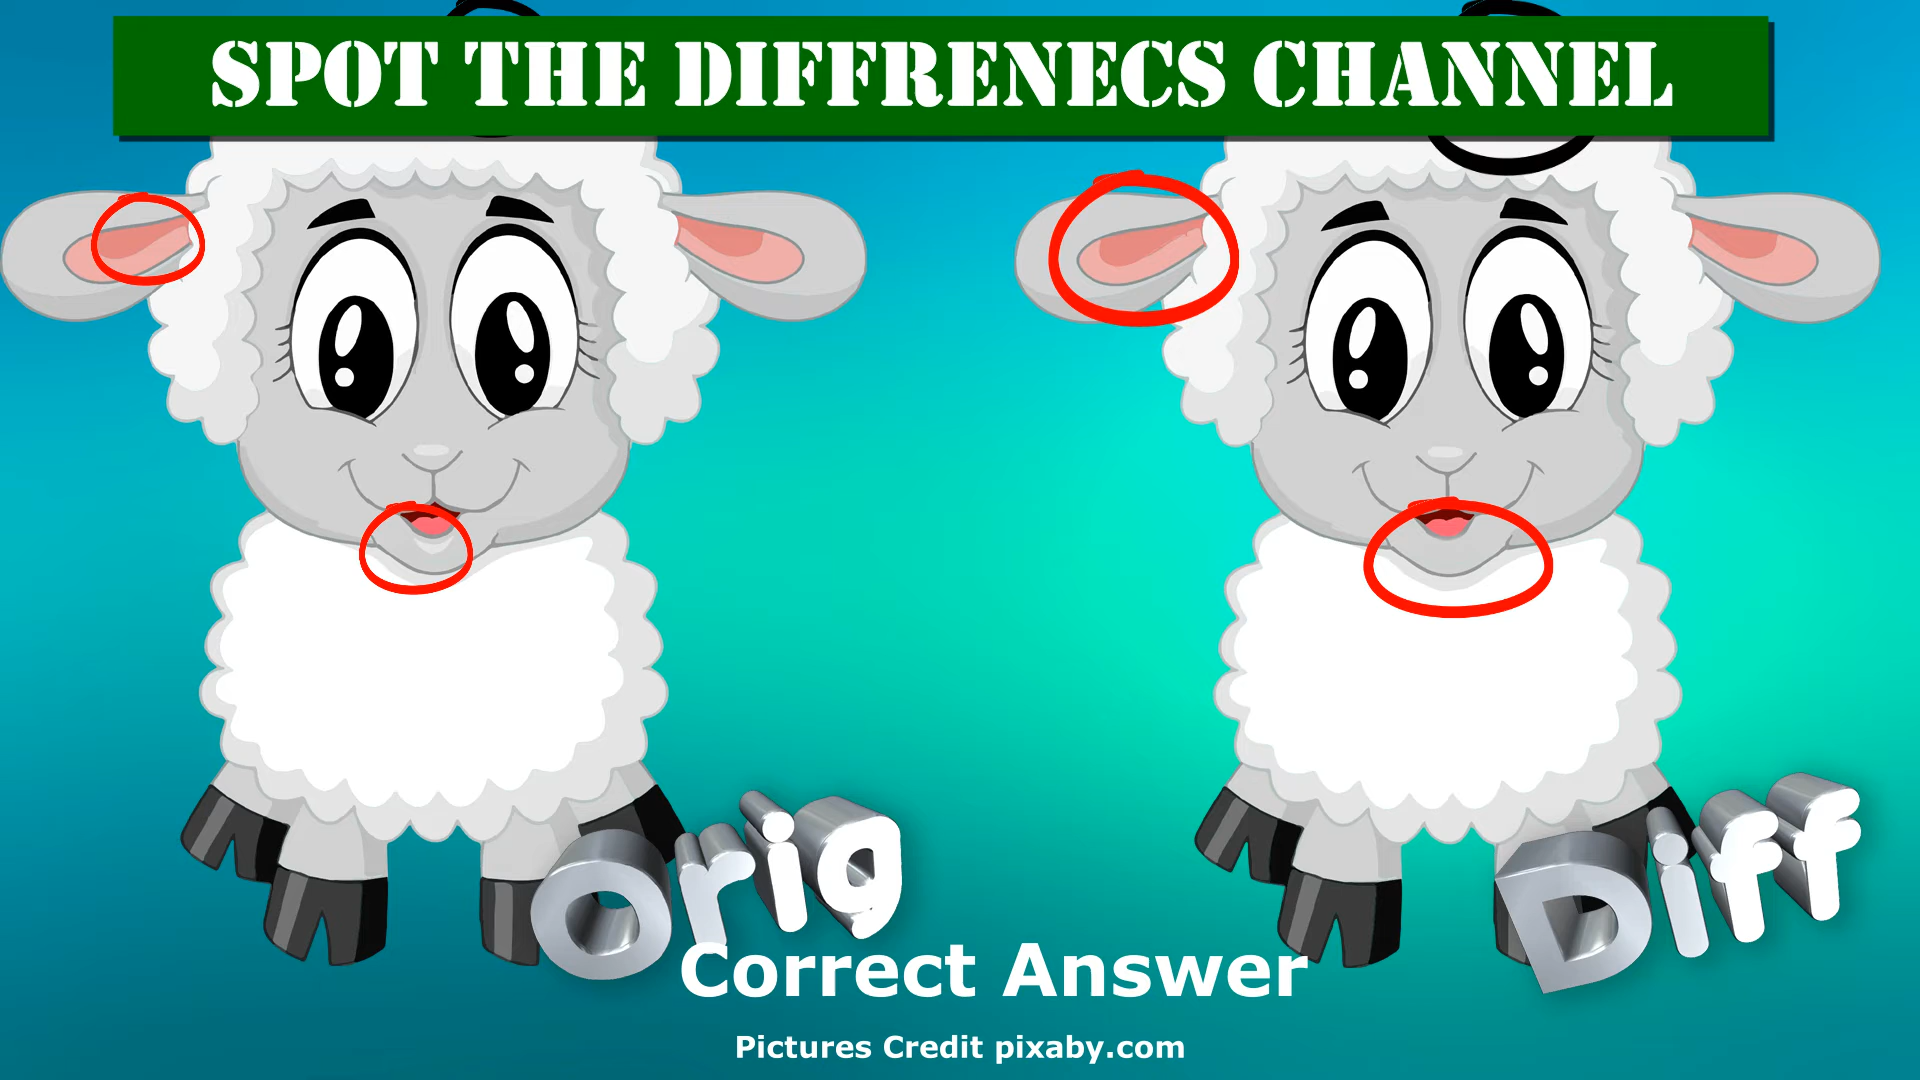 SPOT THE DIFFRENECS CHANNEL
Orig
Diff
Correct Answer
Pictures Credit pixaby.com